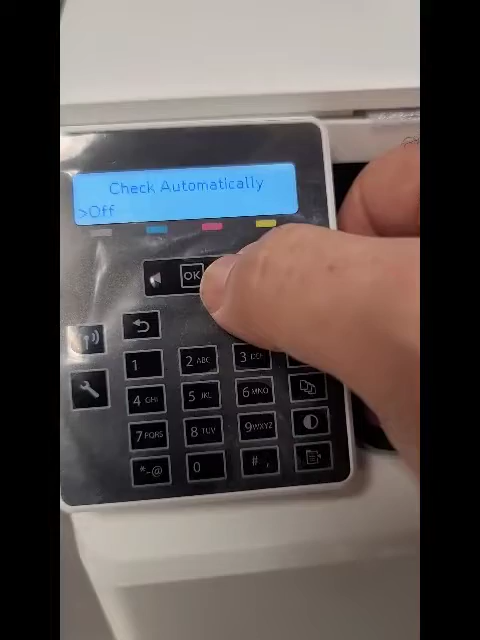 Check Automatically
>Off
OK
1
2 ABC
3 DEF
4 GHI
5 JKL
6 MNO
7 PQRS
8 TUV
9 WXYZ
*-@
0
# ,